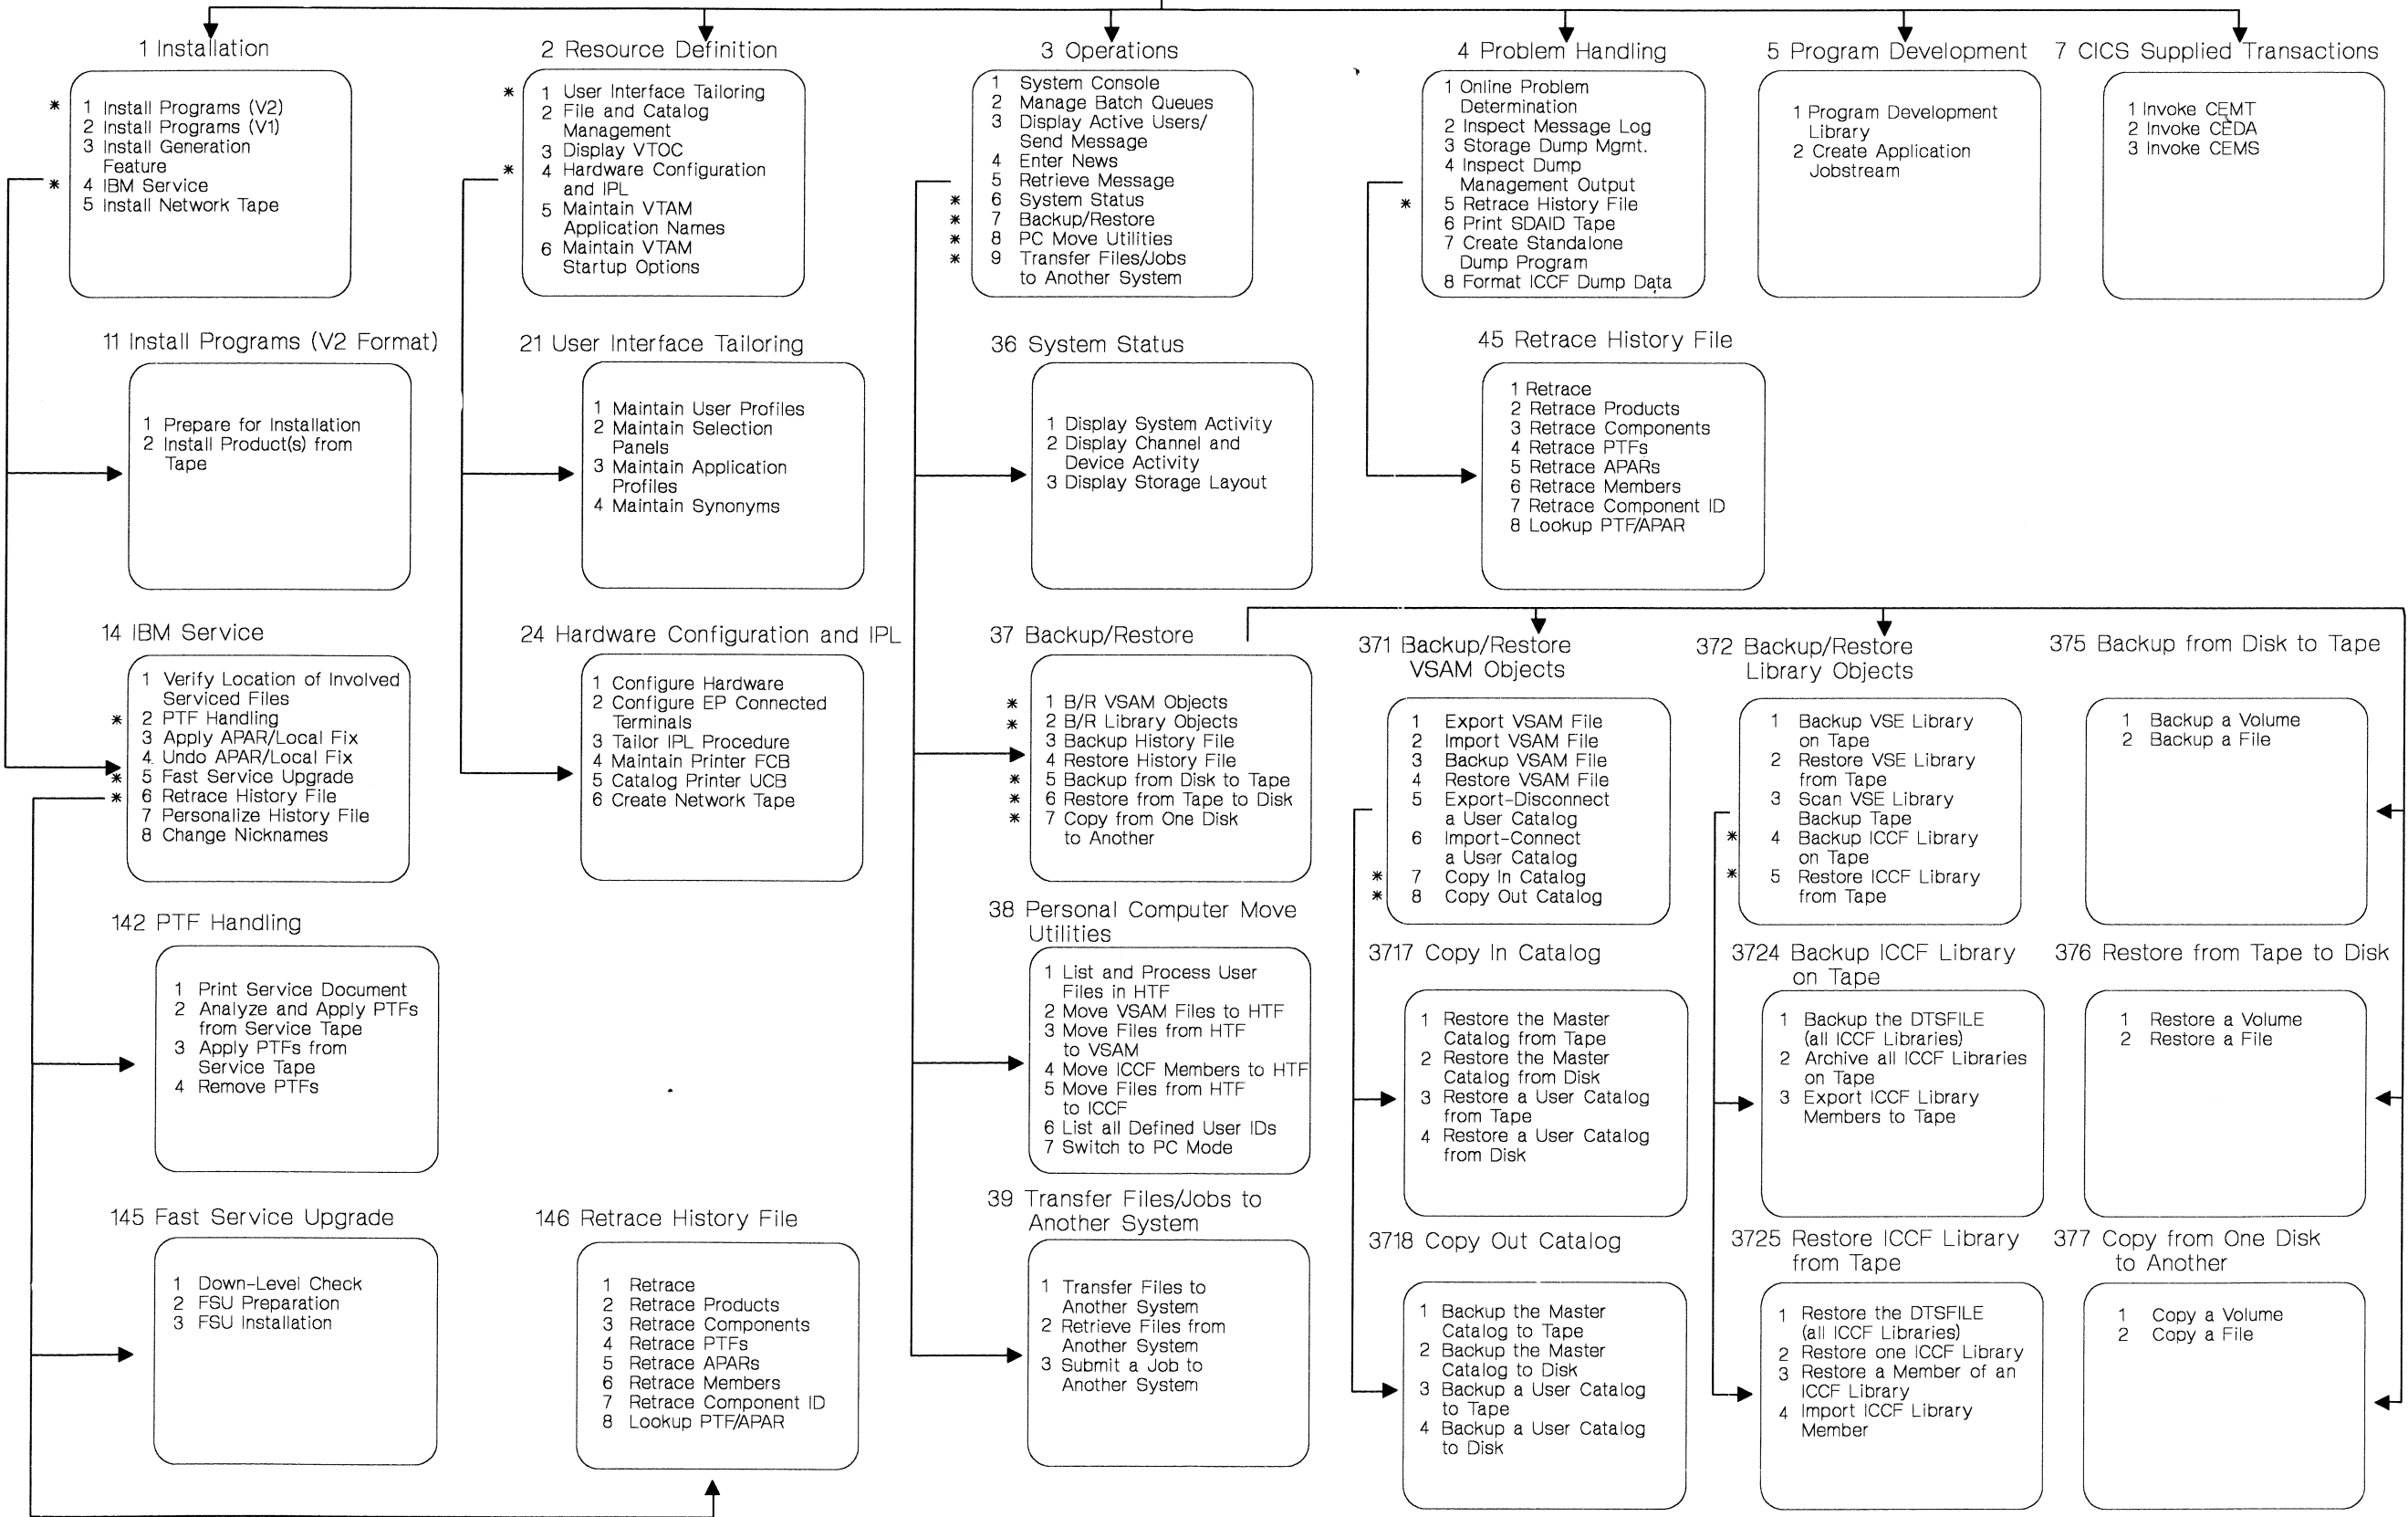 1 Installation
* 1 Install Programs (V2)
2 Install Programs (V1)
3 Install Generation
Feature
* 4 IBM Service
5 Install Network Tape
2 Resource Definition
* 1 User Interface Tailoring
2 File and Catalog
Management
3 Display VTOC
* 4 Hardware Configuration
and IPL
5 Maintain VTAM
Application Names
6 Maintain VTAM
Startup Options
3 Operations
1 System Console
2 Manage Batch Queues
3 Display Active Users/
Send Message
4 Enter News
5 Retrieve Message
* 6 System Status
* 7 Backup/Restore
* 8 PC Move Utilities
* 9 Transfer Files/Jobs
to Another System
4 Problem Handling
1 Online Problem
Determination
2 Inspect Message Log
3 Storage Dump Mgmt.
4 Inspect Dump
Management Output
* 5 Retrace History File
6 Print SDAID Tape
7 Create Standalone
Dump Program
8 Format ICCF Dump Data
5 Program Development
1 Program Development
Library
2 Create Application
Jobstream
7 CICS Supplied Transactions
1 Invoke CEMT
2 Invoke CEDA
3 Invoke CEMS
11 Install Programs (V2 Format)
1 Prepare for Installation
2 Install Product(s) from
Tape
21 User Interface Tailoring
1 Maintain User Profiles
2 Maintain Selection
Panels
3 Maintain Application
Profiles
4 Maintain Synonyms
36 System Status
1 Display System Activity
2 Display Channel and
Device Activity
3 Display Storage Layout
45 Retrace History File
1 Retrace
2 Retrace Products
3 Retrace Components
4 Retrace PTFs
5 Retrace APARs
6 Retrace Members
7 Retrace Component ID
8 Lookup PTF/APAR
14 IBM Service
1 Verify Location of Involved
Serviced Files
* 2 PTF Handling
3 Apply APAR/Local Fix
4 Undo APAR/Local Fix
* 5 Fast Service Upgrade
* 6 Retrace History File
7 Personalize History File
8 Change Nicknames
24 Hardware Configuration and IPL
1 Configure Hardware
2 Configure EP Connected
Terminals
3 Tailor IPL Procedure
4 Maintain Printer FCB
5 Catalog Printer UCB
6 Create Network Tape
37 Backup/Restore
* 1 B/R VSAM Objects
* 2 B/R Library Objects
3 Backup History File
4 Restore History File
* 5 Backup from Disk to Tape
* 6 Restore from Tape to Disk
* 7 Copy from One Disk
to Another
371 Backup/Restore
VSAM Objects
1 Export VSAM File
2 Import VSAM File
3 Backup VSAM File
4 Restore VSAM File
5 Export-Disconnect
a User Catalog
6 Import-Connect
a User Catalog
* 7 Copy In Catalog
* 8 Copy Out Catalog
372 Backup/Restore
Library Objects
1 Backup VSE Library
on Tape
2 Restore VSE Library
from Tape
3 Scan VSE Library
Backup Tape
* 4 Backup ICCF Library
on Tape
* 5 Restore ICCF Library
from Tape
375 Backup from Disk to Tape
1 Backup a Volume
2 Backup a File
142 PTF Handling
1 Print Service Document
2 Analyze and Apply PTFs
from Service Tape
3 Apply PTFs from
Service Tape
4 Remove PTFs
38 Personal Computer Move
Utilities
1 List and Process User
Files in HTF
2 Move VSAM Files to HTF
3 Move Files from HTF
to VSAM
4 Move ICCF Members to HTF
5 Move Files from HTF
to ICCF
6 List all Defined User IDs
7 Switch to PC Mode
3717 Copy In Catalog
1 Restore the Master
Catalog from Tape
2 Restore the Master
Catalog from Disk
3 Restore a User Catalog
from Tape
4 Restore a User Catalog
from Disk
3724 Backup ICCF Library
on Tape
1 Backup the DTSFILE
(all ICCF Libraries)
2 Archive all ICCF Libraries
on Tape
3 Export ICCF Library
Members to Tape
376 Restore from Tape to Disk
1 Restore a Volume
2 Restore a File
145 Fast Service Upgrade
1 Down-Level Check
2 FSU Preparation
3 FSU Installation
146 Retrace History File
1 Retrace
2 Retrace Products
3 Retrace Components
4 Retrace PTFs
5 Retrace APARs
6 Retrace Members
7 Retrace Component ID
8 Lookup PTF/APAR
39 Transfer Files/Jobs to
Another System
1 Transfer Files to
Another System
2 Retrieve Files from
Another System
3 Submit a Job to
Another System
3718 Copy Out Catalog
1 Backup the Master
Catalog to Tape
2 Backup the Master
Catalog to Disk
3 Backup a User Catalog
to Tape
4 Backup a User Catalog
to Disk
3725 Restore ICCF Library
from Tape
1 Restore the DTSFILE
(all ICCF Libraries)
2 Restore one ICCF Library
3 Restore a Member of an
ICCF Library
4 Import ICCF Library
Member
377 Copy from One Disk
to Another
1 Copy a Volume
2 Copy a File